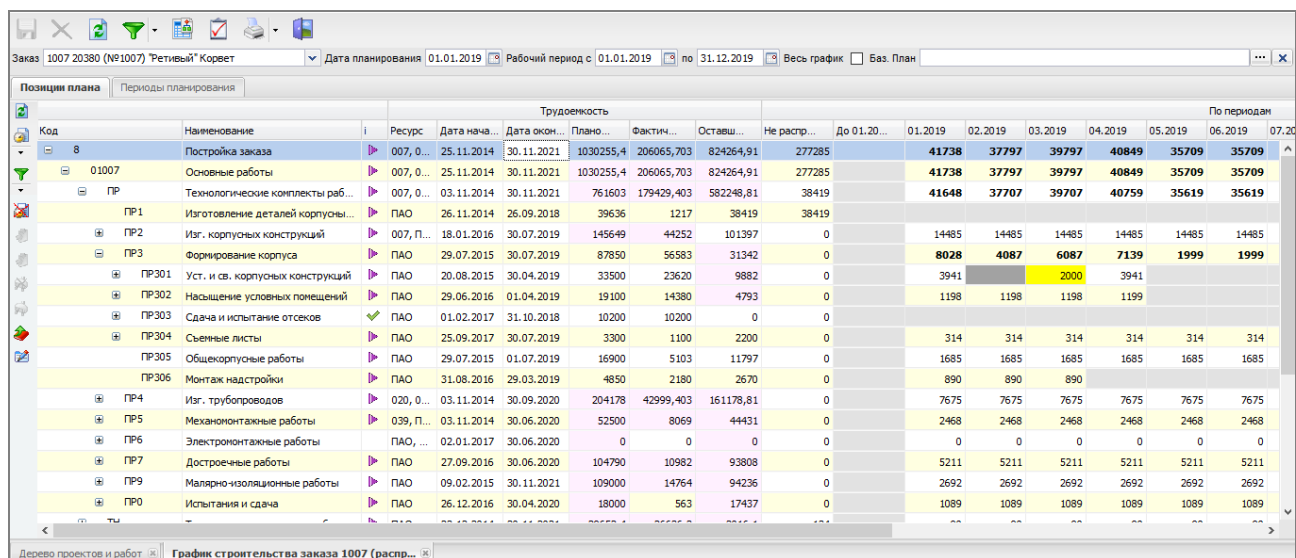 Заказ 1007 20380 (№1007) "Ретивый" Корвет Дата планирования 01.01.2019 Рабочий период с 01.01.2019 по 31.12.2019 Весь график Баз. План
Позиции плана Периоды планирования
Трудоемкость По периодам
Код Наименование i Ресурс Дата нача... Дата окон... Плано... Фактич... Оставш... Не распр... До 01.20... 01.2019 02.2019 03.2019 04.2019 05.2019 06.2019 07.20
8 Постройка заказа 007, 0... 25.11.2014 30.11.2021 1030255,4 206065,703 824264,91 277285 41738 37797 39797 40849 35709 35709
01007 Основные работы 007, 0... 25.11.2014 30.11.2021 1030255,4 206065,703 824264,91 277285 41738 37797 39797 40849 35709 35709
ПР Технологические комплекты раб... 007, 0... 03.11.2014 30.11.2021 761603 179429,403 582248,81 38419 41648 37707 39707 40759 35619 35619
ПР1 Изготовление деталей корпусны... ПАО 26.11.2014 26.09.2018 39636 1217 38419 38419
ПР2 Изг. корпусных конструкций 007, П... 18.01.2016 30.07.2019 145649 44252 101397 0 14485 14485 14485 14485 14485 14485
ПР3 Формирование корпуса ПАО 29.07.2015 30.07.2019 87850 56583 31342 0 8028 4087 6087 7139 1999 1999
ПР301 Уст. и св. корпусных конструкций ПАО 20.08.2015 30.04.2019 33500 23620 9882 0 3941 2000 3941
ПР302 Насыщение условных помещений ПАО 29.06.2016 01.04.2019 19100 14380 4793 0 1198 1198 1198 1199
ПР303 Сдача и испытание отсеков ПАО 01.02.2017 31.10.2018 10200 10200 0 0
ПР304 Съемные листы ПАО 25.09.2017 30.07.2019 3300 1100 2200 0 314 314 314 314 314 314
ПР305 Общекорпусные работы ПАО 29.07.2015 01.07.2019 16900 5103 11797 0 1685 1685 1685 1685 1685 1685
ПР306 Монтаж надстройки ПАО 31.08.2016 29.03.2019 4850 2180 2670 0 890 890 890
ПР4 Изг. трубопроводов 020, 0... 03.11.2014 30.09.2020 204178 42999,403 161178,81 0 7675 7675 7675 7675 7675 7675
ПР5 Механомонтажные работы 039, П... 03.11.2014 30.06.2020 52500 8069 44431 0 2468 2468 2468 2468 2468 2468
ПР6 Электромонтажные работы ПАО, ... 02.01.2017 30.06.2020 0 0 0 0 0 0 0 0 0 0
ПР7 Достроечные работы ПАО 27.09.2016 30.06.2020 104790 10982 93808 0 5211 5211 5211 5211 5211 5211
ПР9 Малярно-изоляционные работы ПАО 09.02.2015 30.11.2021 109000 14764 94236 0 2692 2692 2692 2692 2692 2692
ПР0 Испытания и сдача ПАО 26.12.2016 30.04.2020 18000 563 17437 0 1089 1089 1089 1089 1089 1089
Дерево проектов и работ График строительства заказа 1007 (распр...